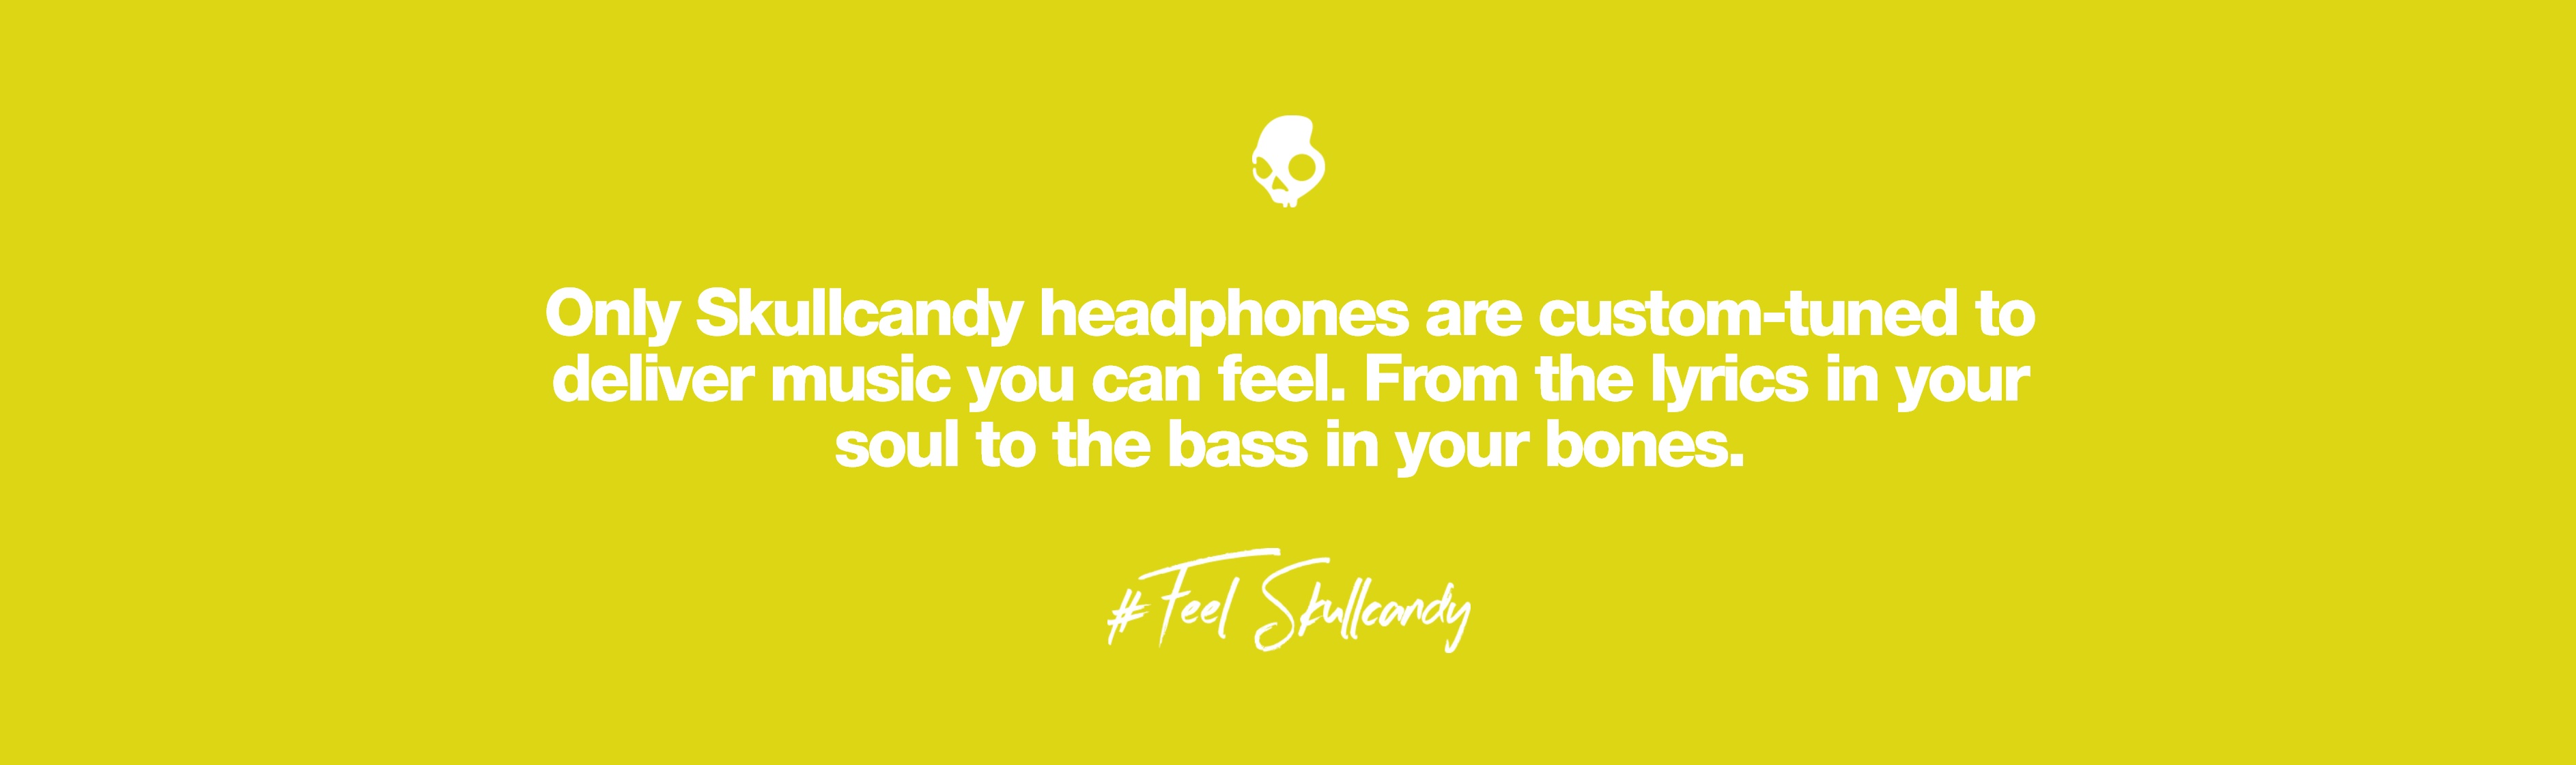 Only Skullcandy headphones are custom-tuned to
deliver music you can feel. From the lyrics in your
soul to the bass in your bones.
#Feel Skullcandy